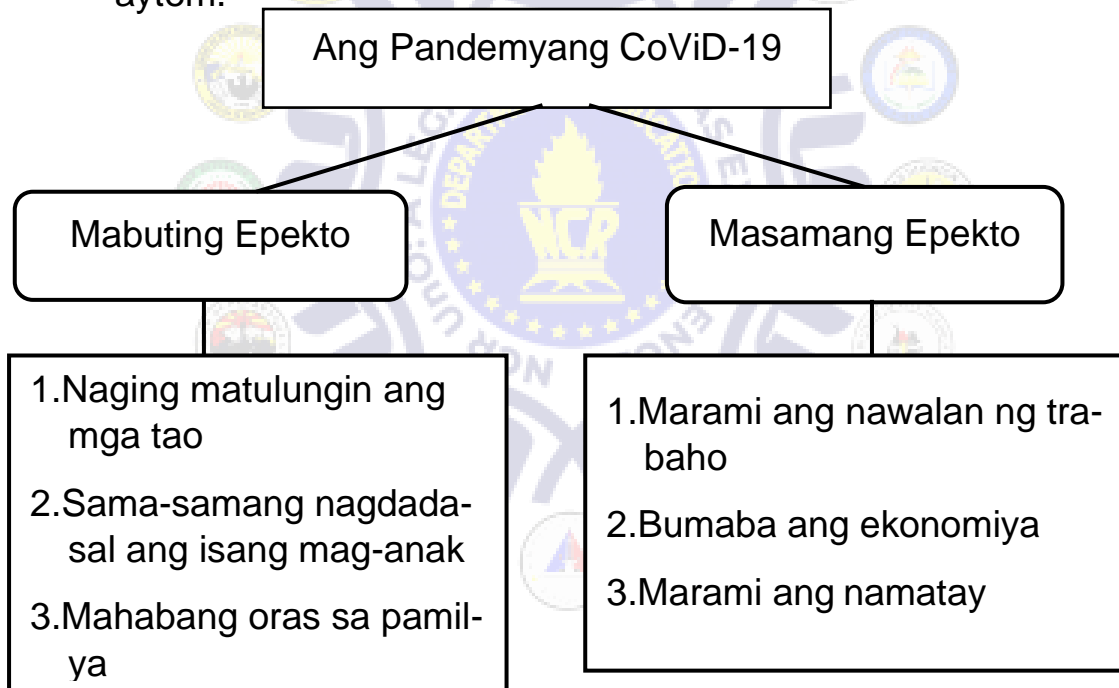 aytem.
Ang Pandemyang CoViD-19
Mabuting Epekto
Masamang Epekto
1.Naging matulungin ang
mga tao
2.Sama-samang nagdada-
sal ang isang mag-anak
3.Mahabang oras sa pamil-
ya
1.Marami ang nawalan ng tra-
baho
2.Bumaba ang ekonomiya
3.Marami ang namatay
NCR